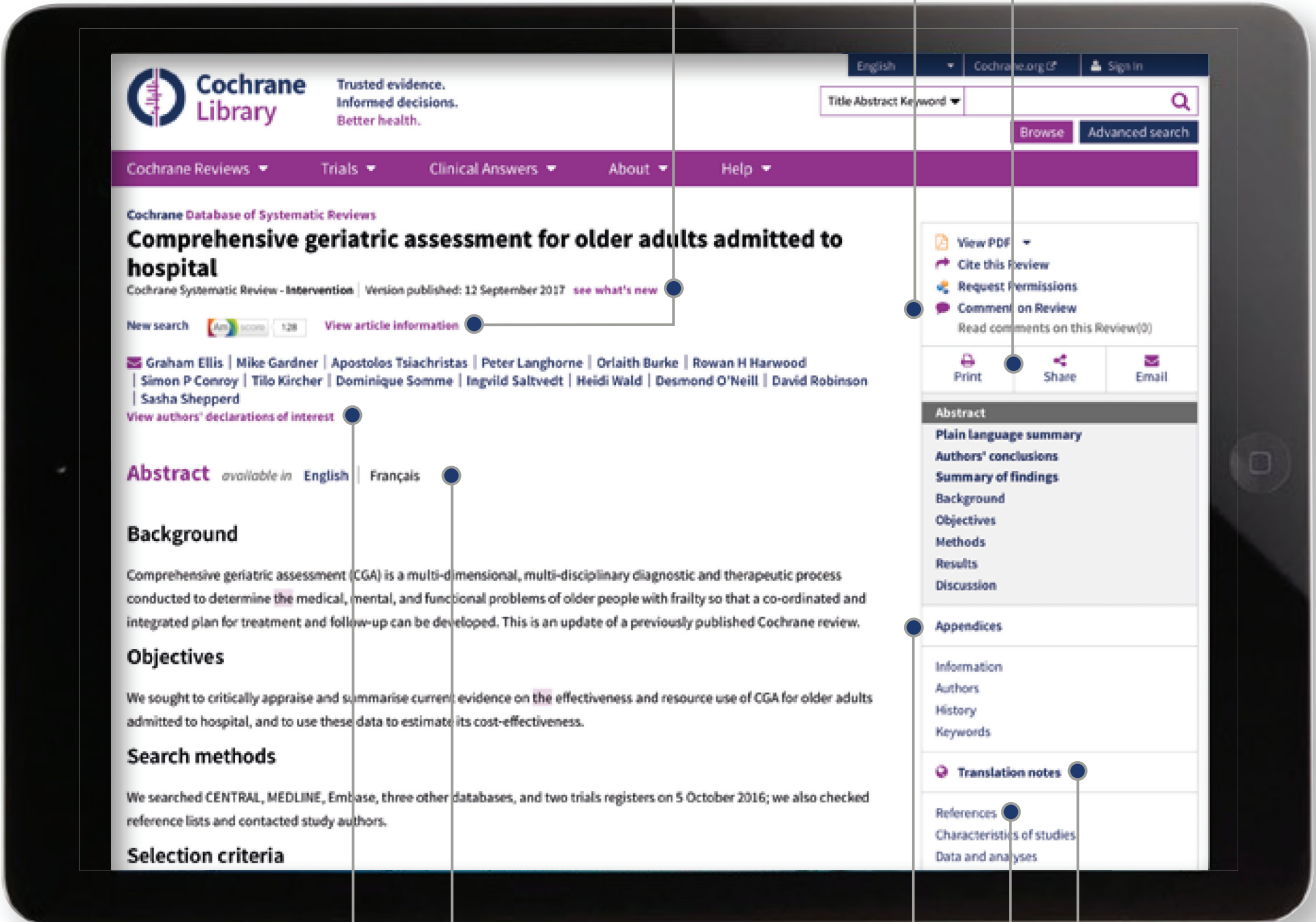 English
Cochrane.org
Sign in
Cochrane
Library
Trusted evidence.
Informed decisions.
Better health.
Title Abstract Keyword
Browse
Advanced search
Cochrane Reviews
Trials
Clinical Answers
About
Help
Cochrane Database of Systematic Reviews
Comprehensive geriatric assessment for older adults admitted to
hospital
Cochrane Systematic Review - Intervention | Version published: 12 September 2017 see what's new
New search Am score 128 View article information
Graham Ellis | Mike Gardner | Apostolos Tsiachristas | Peter Langhorne | Orlaith Burke | Rowan H Harwood
| Simon P Conroy | Tilo Kircher | Dominique Somme | Ingvild Saltvedt | Heidi Wald | Desmond O'Neill | David Robinson
| Sasha Shepperd
View authors' declarations of interest
Abstract available in English | Français
Background
Comprehensive geriatric assessment (CGA) is a multi-dimensional, multi-disciplinary diagnostic and therapeutic process
conducted to determine the medical, mental, and functional problems of older people with frailty so that a co-ordinated and
integrated plan for treatment and follow-up can be developed. This is an update of a previously published Cochrane review.
Objectives
We sought to critically appraise and summarise current evidence on the effectiveness and resource use of CGA for older adults
admitted to hospital, and to use these data to estimate its cost-effectiveness.
Search methods
We searched CENTRAL, MEDLINE, Embase, three other databases, and two trials registers on 5 October 2016; we also checked
reference lists and contacted study authors.
Selection criteria
View PDF
Cite this Review
Request Permissions
Comment on Review
Read comments on this Review(0)
Print
Share
Email
Abstract
Plain language summary
Authors' conclusions
Summary of findings
Background
Objectives
Methods
Results
Discussion
Appendices
Information
Authors
History
Keywords
Translation notes
References
Characteristics of studies
Data and analyses